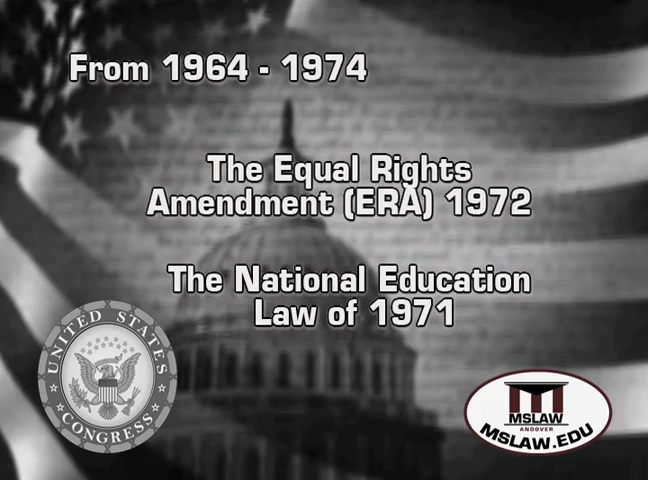 From 1964 - 1974
The Equal Rights
Amendment (ERA) 1972
The National Education
Law of 1971
UNITED STATES
CONGRESS
MSLAW
ANDOVER
MSLAW.EDU